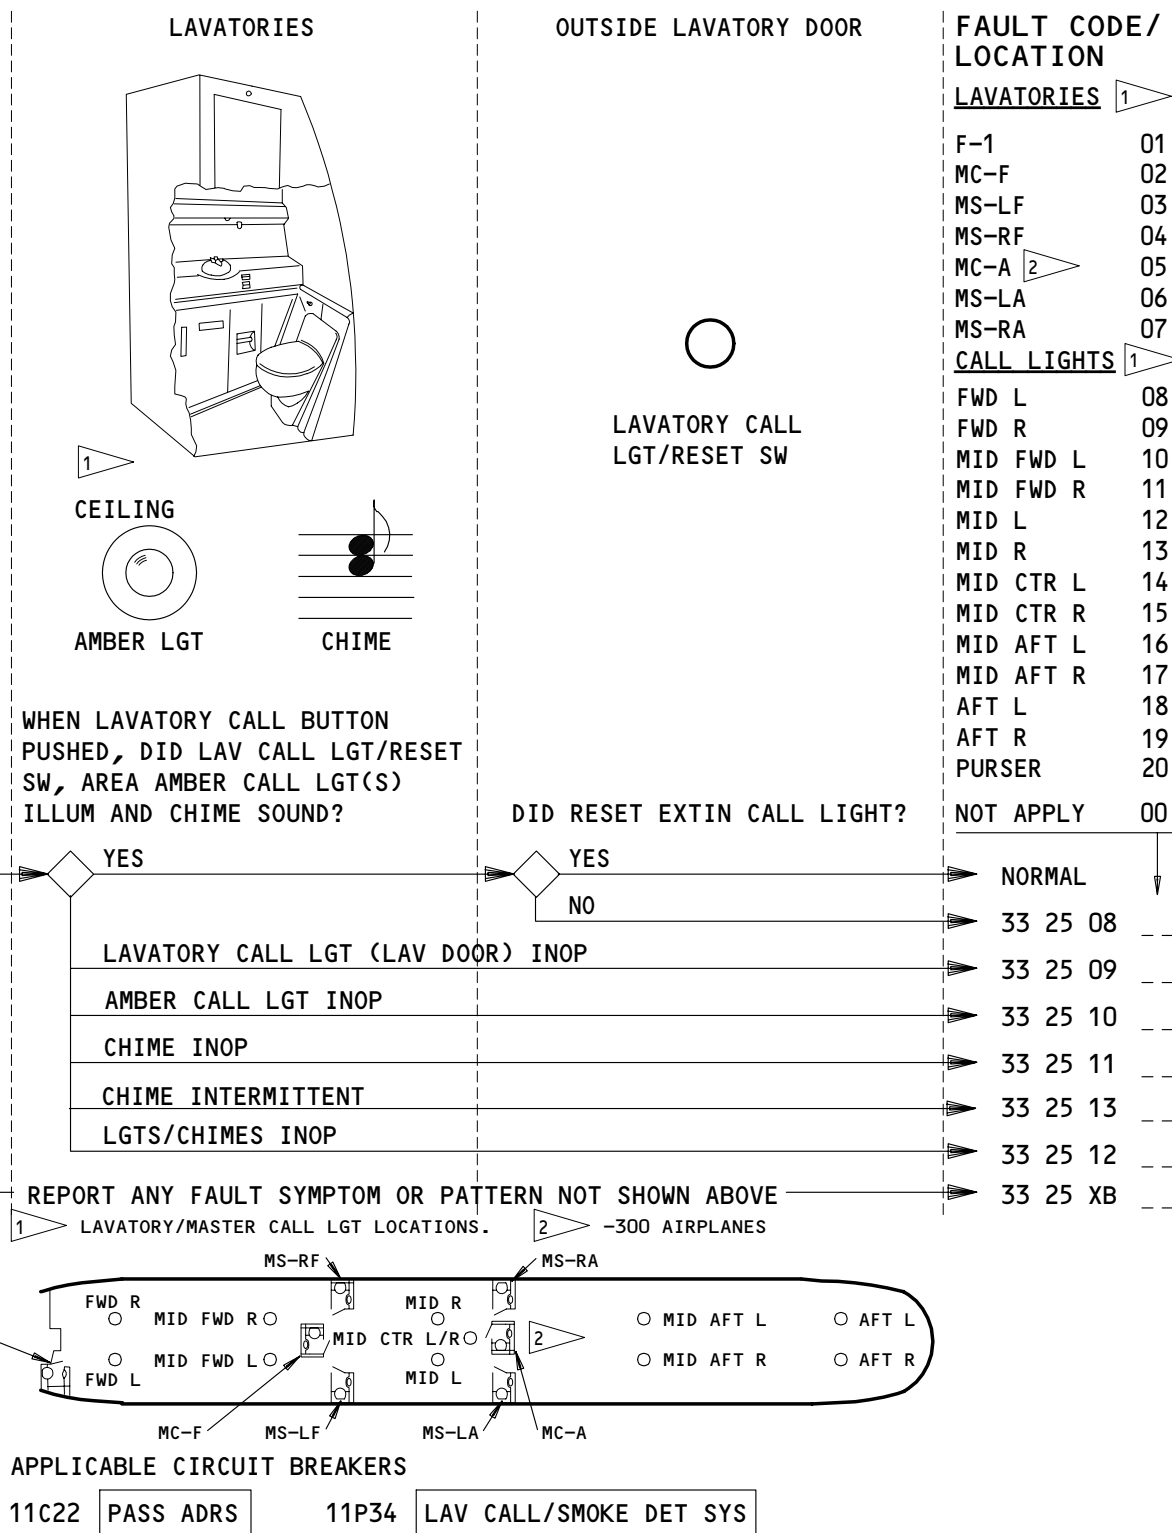 LAVATORIES
OUTSIDE LAVATORY DOOR
FAULT CODE/
LOCATION
LAVATORIES 1
F-1 01
MC-F 02
MS-LF 03
MS-RF 04
MC-A 2 05
MS-LA 06
MS-RA 07
CALL LIGHTS 1
FWD L 08
FWD R 09
MID FWD L 10
MID FWD R 11
MID L 12
MID R 13
MID CTR L 14
MID CTR R 15
MID AFT L 16
MID AFT R 17
AFT L 18
AFT R 19
PURSER 20
NOT APPLY 00
LAVATORY CALL
LGT/RESET SW
1
CEILING
AMBER LGT
CHIME
WHEN LAVATORY CALL BUTTON
PUSHED, DID LAV CALL LGT/RESET
SW, AREA AMBER CALL LGT(S)
ILLUM AND CHIME SOUND?
DID RESET EXTIN CALL LIGHT?
YES
YES
NORMAL
NO
33 25 08 _ _
LAVATORY CALL LGT (LAV DOOR) INOP
33 25 09 _ _
AMBER CALL LGT INOP
33 25 10 _ _
CHIME INOP
33 25 11 _ _
CHIME INTERMITTENT
33 25 13 _ _
LGTS/CHIMES INOP
33 25 12 _ _
REPORT ANY FAULT SYMPTOM OR PATTERN NOT SHOWN ABOVE
33 25 XB _ _
1 LAVATORY/MASTER CALL LGT LOCATIONS.
2 -300 AIRPLANES
MS-RF
MS-RA
FWD R
MID FWD R
MID R
MID AFT L
AFT L
MID CTR L/R
2
FWD L
MID FWD L
MID L
MID AFT R
AFT R
MC-F
MS-LF
MS-LA
MC-A
APPLICABLE CIRCUIT BREAKERS
11C22 PASS ADRS
11P34 LAV CALL/SMOKE DET SYS